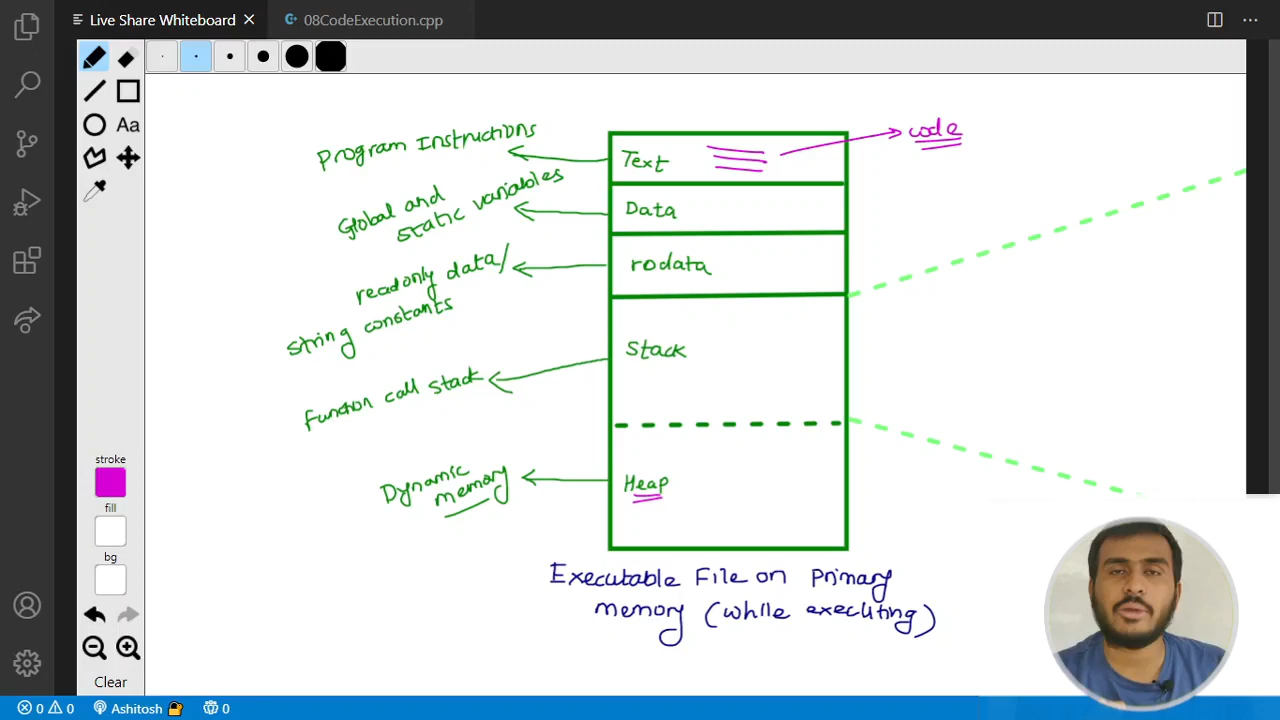 Live Share Whiteboard
08CodeExecution.cpp
Aa
Program Instructions
Text
code
Global and
static variables
Data
readonly data/
string constants
rodata
Stack
Function call stack
Dynamic
memory
Heap
Executable File on Primary
memory (while executing)
stroke
fill
bg
Clear
0 0 Ashitosh 0